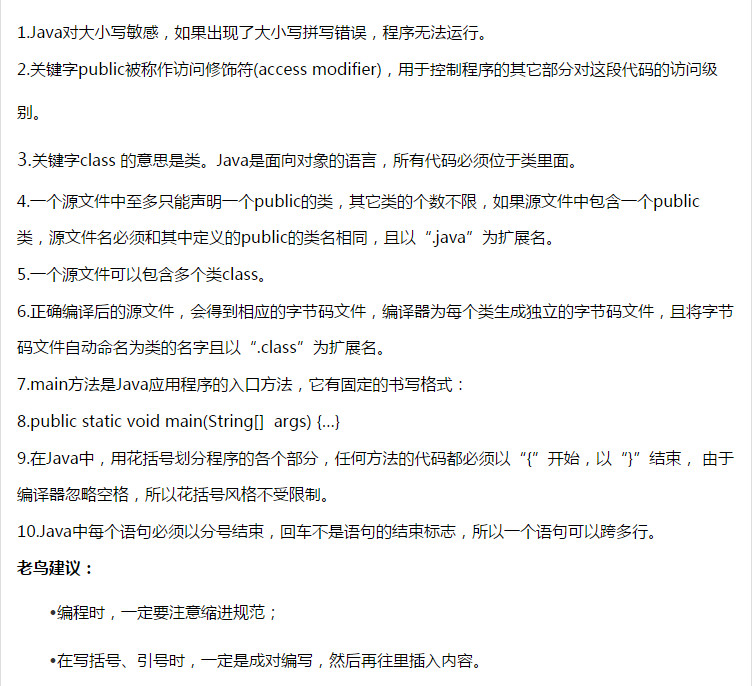 1.Java对大小写敏感，如果出现了大小写拼写错误，程序无法运行。
2.关键字public被称作访问修饰符(access modifier)，用于控制程序的其它部分对这段代码的访问级
别。
3.关键字class 的意思是类。Java是面向对象的语言，所有代码必须位于类里面。
4.一个源文件中至多只能声明一个public的类，其它类的个数不限，如果源文件中包含一个public
类，源文件名必须和其中定义的public的类名相同，且以“.java”为扩展名。
5.一个源文件可以包含多个类class。
6.正确编译后的源文件，会得到相应的字节码文件，编译器为每个类生成独立的字节码文件，且将字节
码文件自动命名为类的名字且以“.class”为扩展名。
7.main方法是Java应用程序的入口方法，它有固定的书写格式：
8.public static void main(String[]  args) {...}
9.在Java中，用花括号划分程序的各个部分，任何方法的代码都必须以“{”开始，以“}”结束， 由于
编译器忽略空格，所以花括号风格不受限制。
10.Java中每个语句必须以分号结束，回车不是语句的结束标志，所以一个语句可以跨多行。
老鸟建议：
•编程时，一定要注意缩进规范；
•在写括号、引号时，一定是成对编写，然后再往里插入内容。